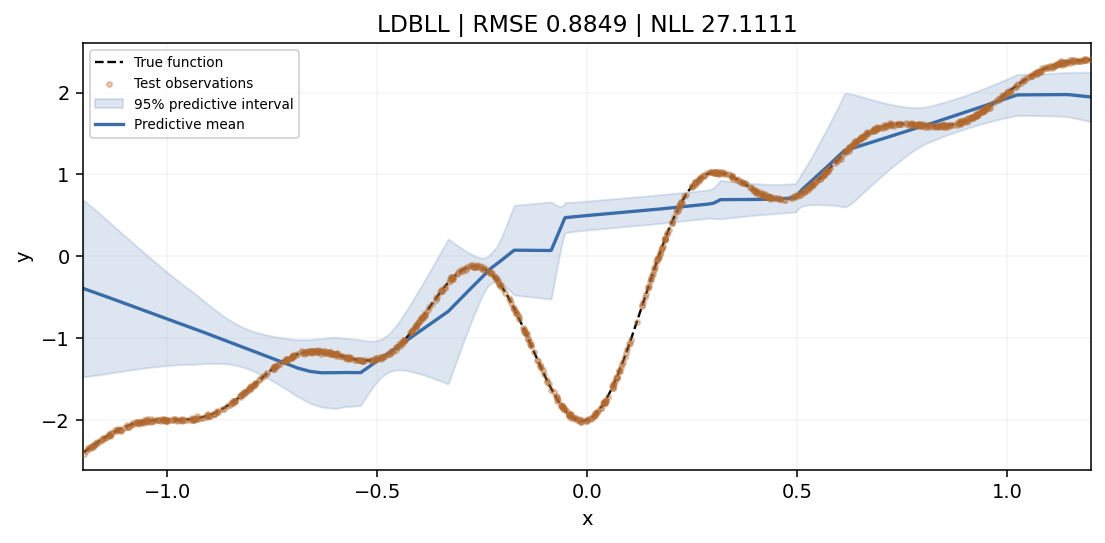 LDBLL | RMSE 0.8849 | NLL 27.1111
True function
Test observations
95% predictive interval
Predictive mean
y
2
1
0
−1
−2
−1.0
−0.5
0.0
0.5
1.0
x